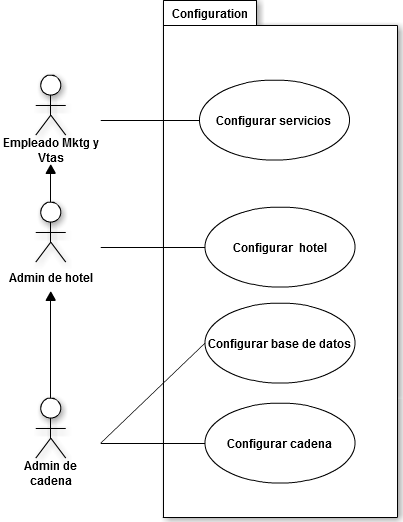 Configuration
Empleado Mktg y
Vtas
Configurar servicios
Admin de hotel
Configurar hotel
Configurar base de datos
Admin de
cadena
Configurar cadena